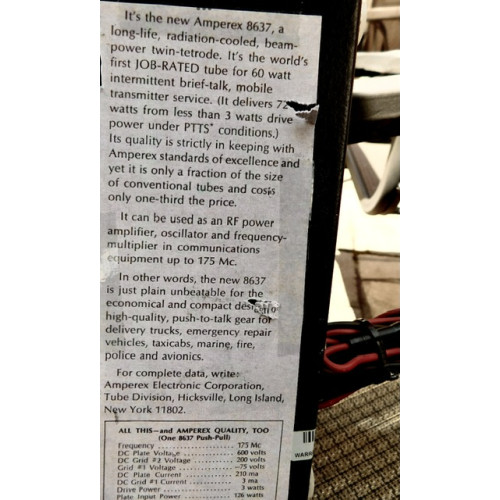 It's the new Amperex 8637, a
long-life, radiation-cooled, beam-
power twin-tetrode. It's the world's
first JOB-RATED tube for 60 watt
intermittent brief-talk, mobile
transmitter service. (It delivers 72
watts from less than 3 watts drive
power under PTTS* conditions.)
Its quality is strictly in keeping with
Amperex standards of excellence and
yet it is only a fraction of the size
of conventional tubes and costs
only one-third the price.
It can be used as an RF power
amplifier, oscillator and frequency-
multiplier in communications
equipment up to 175 Mc.
In other words, the new 8637
is just plain unbeatable for the
economical and compact design
high-quality, push-to-talk gear for
delivery trucks, emergency repair
vehicles, taxicabs, marine, fire,
police and avionics.
For complete data, write:
Amperex Electronic Corporation,
Tube Division, Hicksville, Long Island,
New York 11802.
ALL THIS—and AMPEREX QUALITY, TOO
(One 8637 Push-Pull)
Frequency .................... 175 Mc
DC Plate Voltage ............ 600 volts
DC Grid #2 Voltage ......... 200 volts
Grid #3 Voltage ............. —75 volts
DC Plate Current ............ 210 ma
DC Grid #1 Current .......... 3 ma
Drive Power .................. 3 watts
Plate Input Power ........... 126 watts